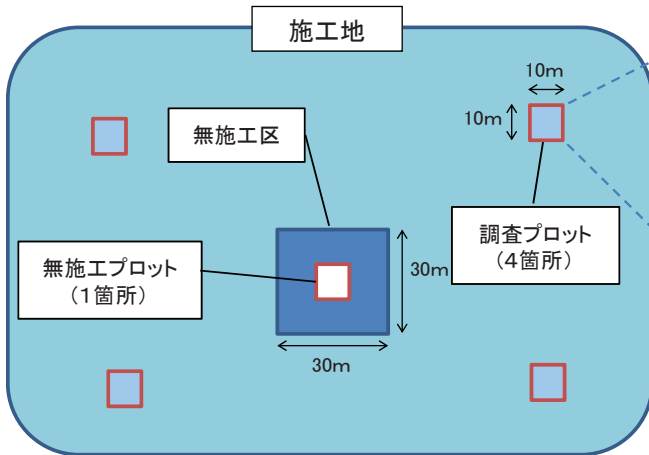 施工地
10m
10m
無施工区
調査プロット
（4箇所）
無施工プロット
（1箇所）
30m
30m